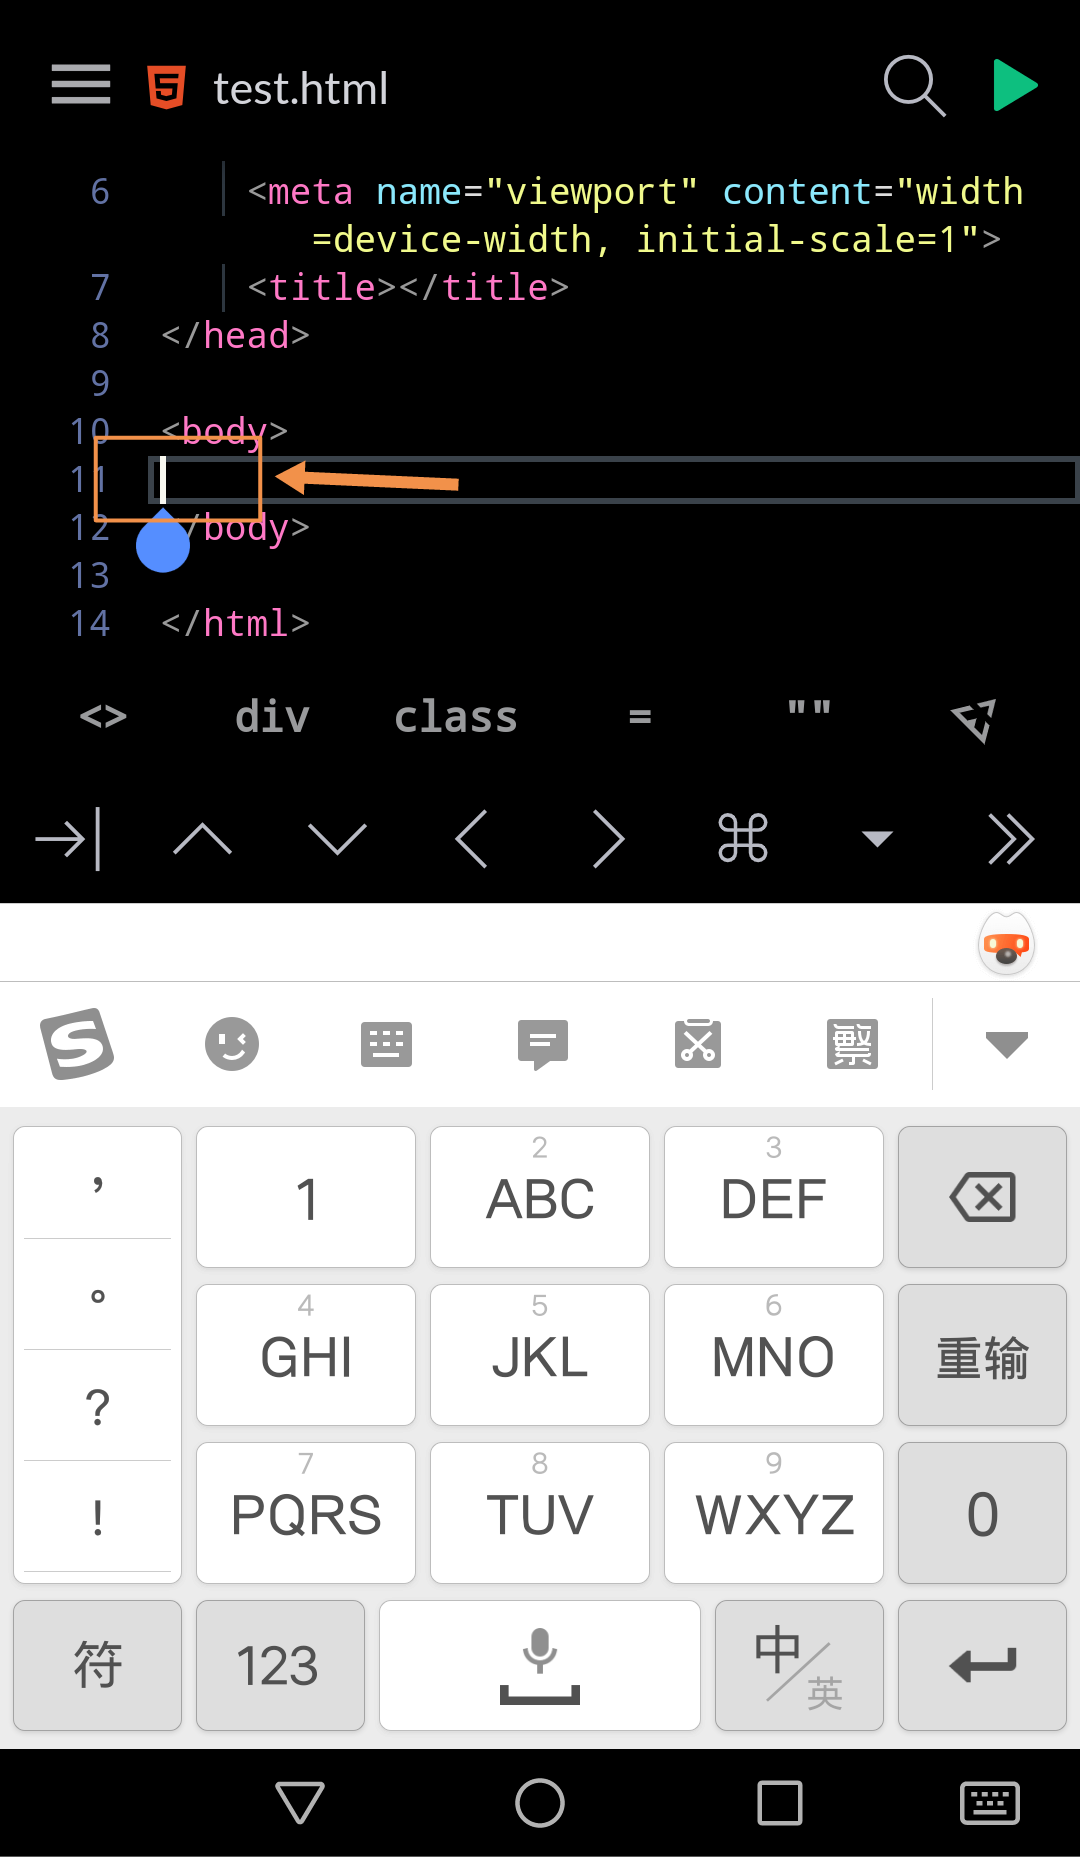 test.html
6 <meta name="viewport" content="width
=device-width, initial-scale=1">
7 <title></title>
8 </head>
9
10 <body>
11
12 </body>
13
14 </html>
<> div class = ""
繁
,
。
?
!
1
2
ABC
3
DEF
4
GHI
5
JKL
6
MNO
重输
7
PQRS
8
TUV
9
WXYZ
0
符
123
中/英